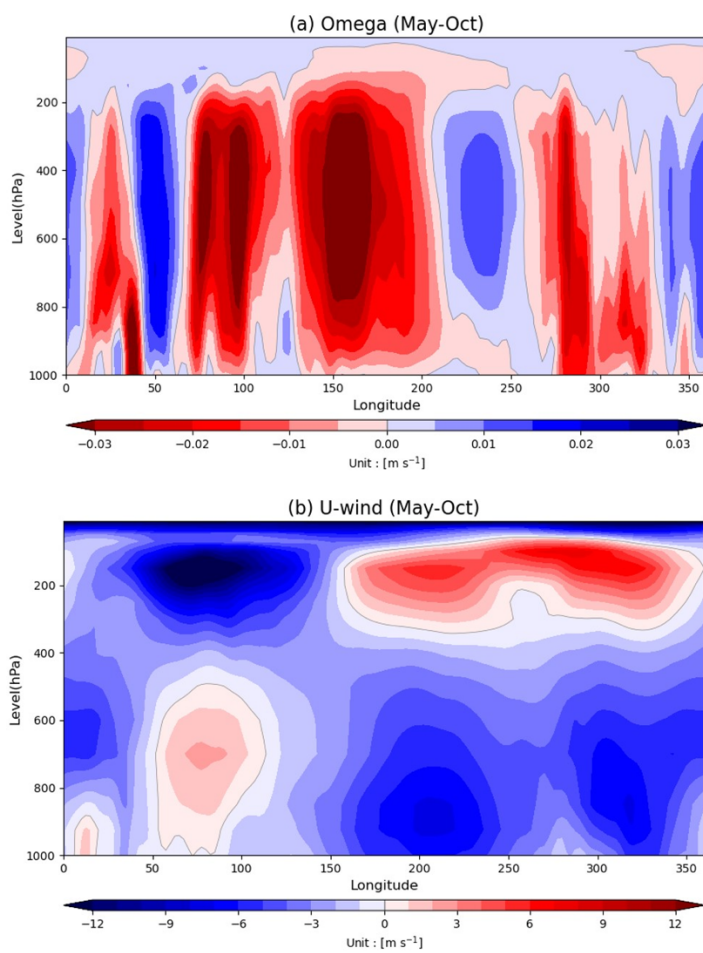 (a) Omega (May-Oct)
Level(hPa)
200
400
600
800
1000
0 50 100 150 200 250 300 350
Longitude
−0.03 −0.02 −0.01 0.00 0.01 0.02 0.03
Unit : [m s⁻¹]
(b) U-wind (May-Oct)
Level(hPa)
200
400
600
800
1000
0 50 100 150 200 250 300 350
Longitude
−12 −9 −6 −3 0 3 6 9 12
Unit : [m s⁻¹]